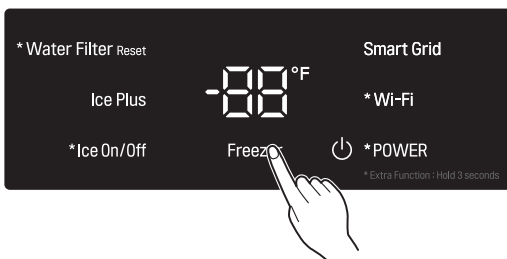 * Water Filter Reset
Ice Plus
*Ice On/Off
-88°F
Freezer
Smart Grid
* Wi-Fi
*POWER
* Extra Function : Hold 3 seconds